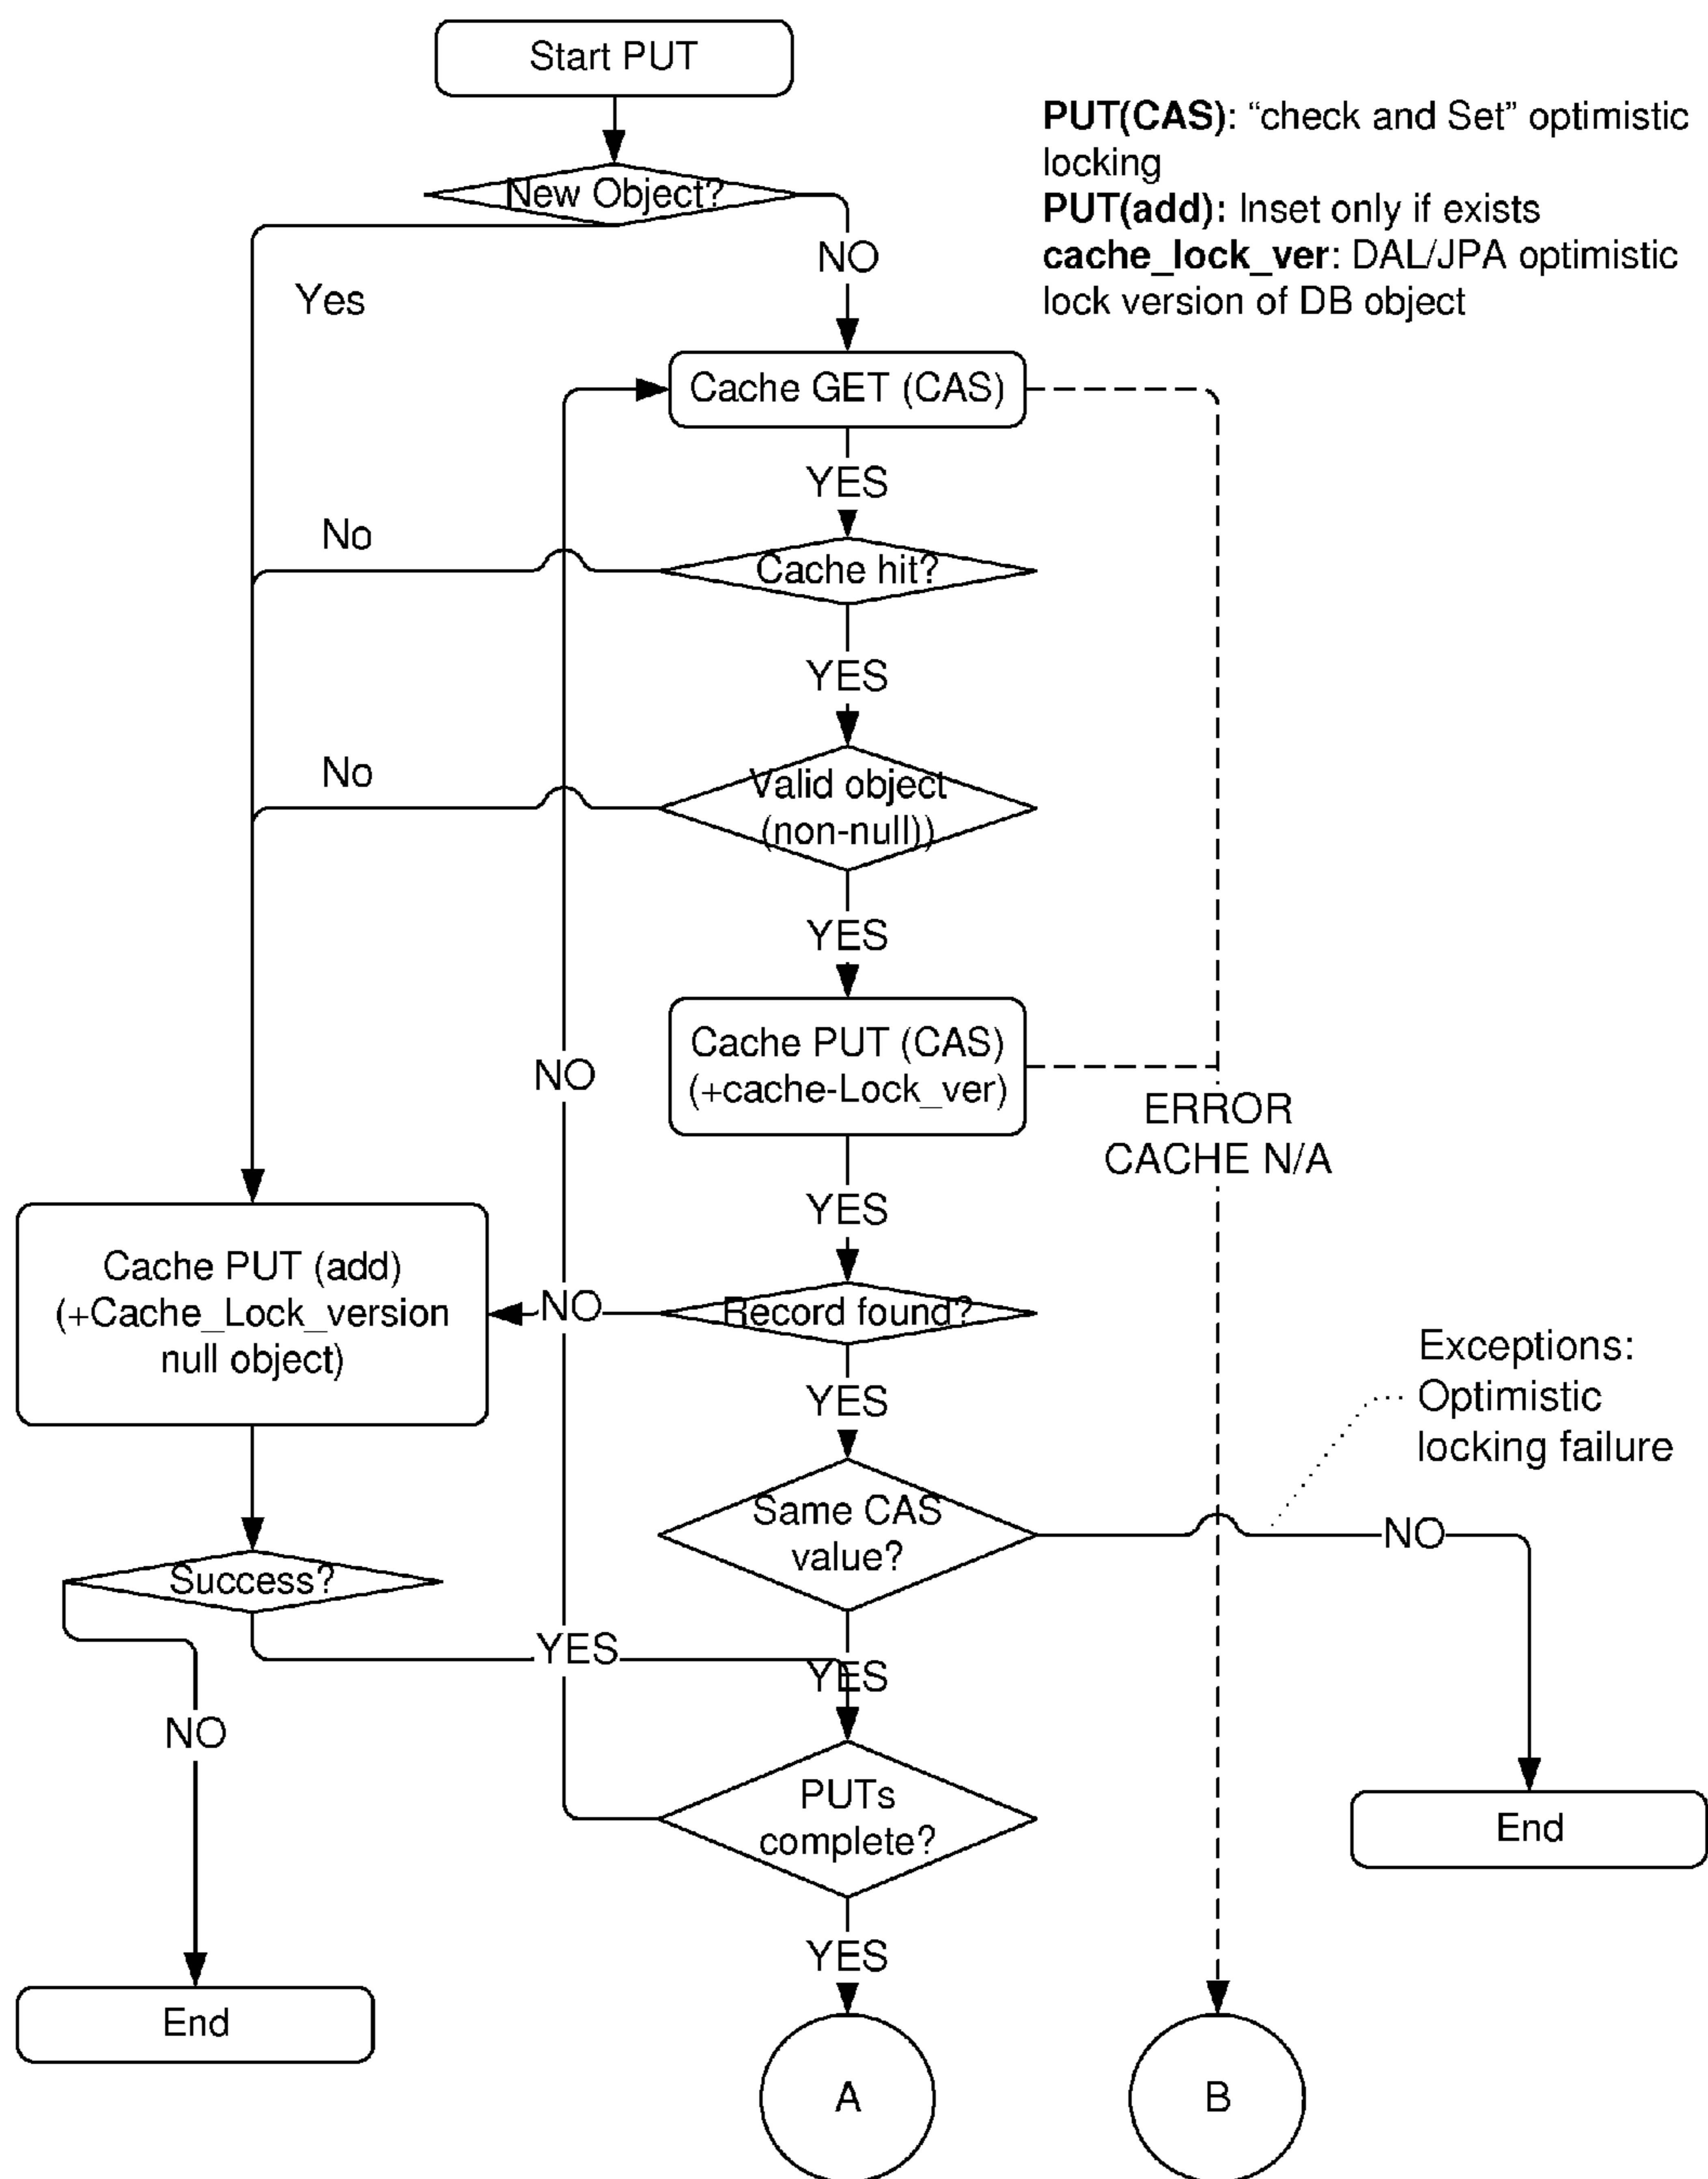 Start PUT
PUT(CAS): “check and Set” optimistic
locking
PUT(add): Inset only if exists
cache_lock_ver: DAL/JPA optimistic
lock version of DB object
New Object?
NO
Yes
Cache GET (CAS)
YES
No
Cache hit?
YES
No
Valid object
(non-null))
YES
Cache PUT (CAS)
(+cache-Lock_ver)
NO
ERROR
CACHE N/A
YES
Cache PUT (add)
(+Cache_Lock_version
null object)
NO
Record found?
YES
Exceptions:
Optimistic
locking failure
Same CAS
value?
NO
Success?
YES
YES
NO
PUTs
complete?
End
YES
End
A
B